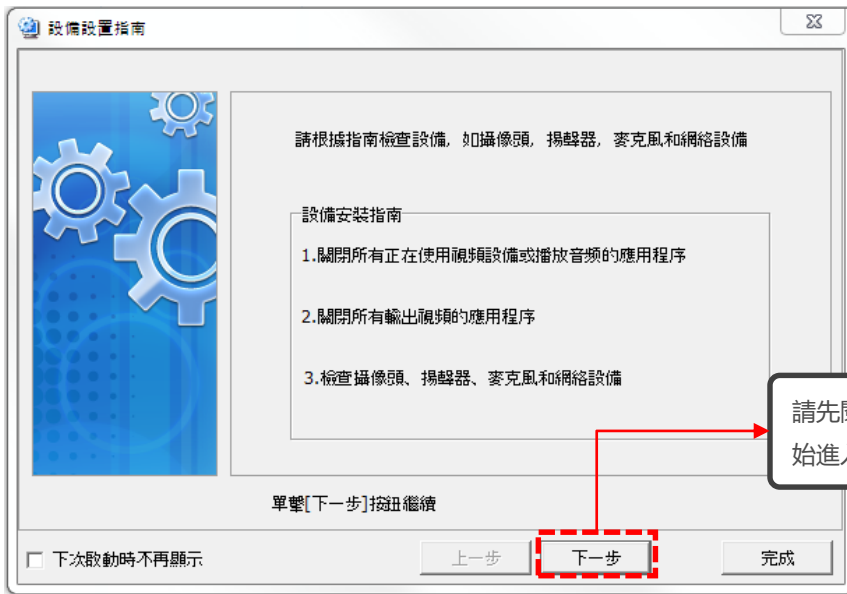 設備設置指南
請根據指南檢查設備, 如攝像頭, 揚聲器, 麥克風和網絡設備
設備安裝指南
1.關閉所有正在使用視頻設備或播放音频的應用程序
2.關閉所有輸出視頻的應用程序
3.檢查攝像頭、揚聲器、麥克風和網絡設備
請先
始進
單擊[下一步]按鈕繼續
下次啟動時不再顯示
上一步
下一步
完成